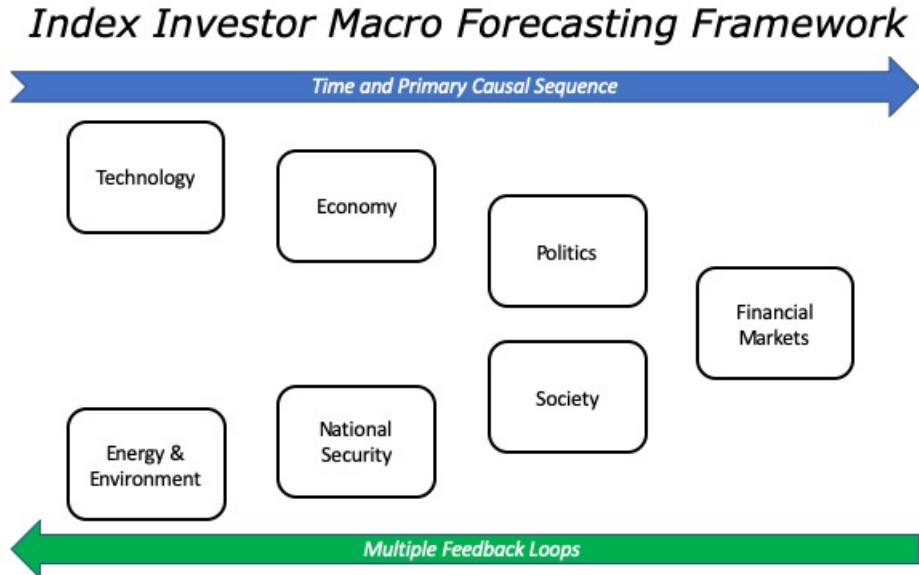 Index Investor Macro Forecasting Framework
Time and Primary Causal Sequence
Technology
Economy
Politics
Financial
Markets
Society
National
Security
Energy &
Environment
Multiple Feedback Loops